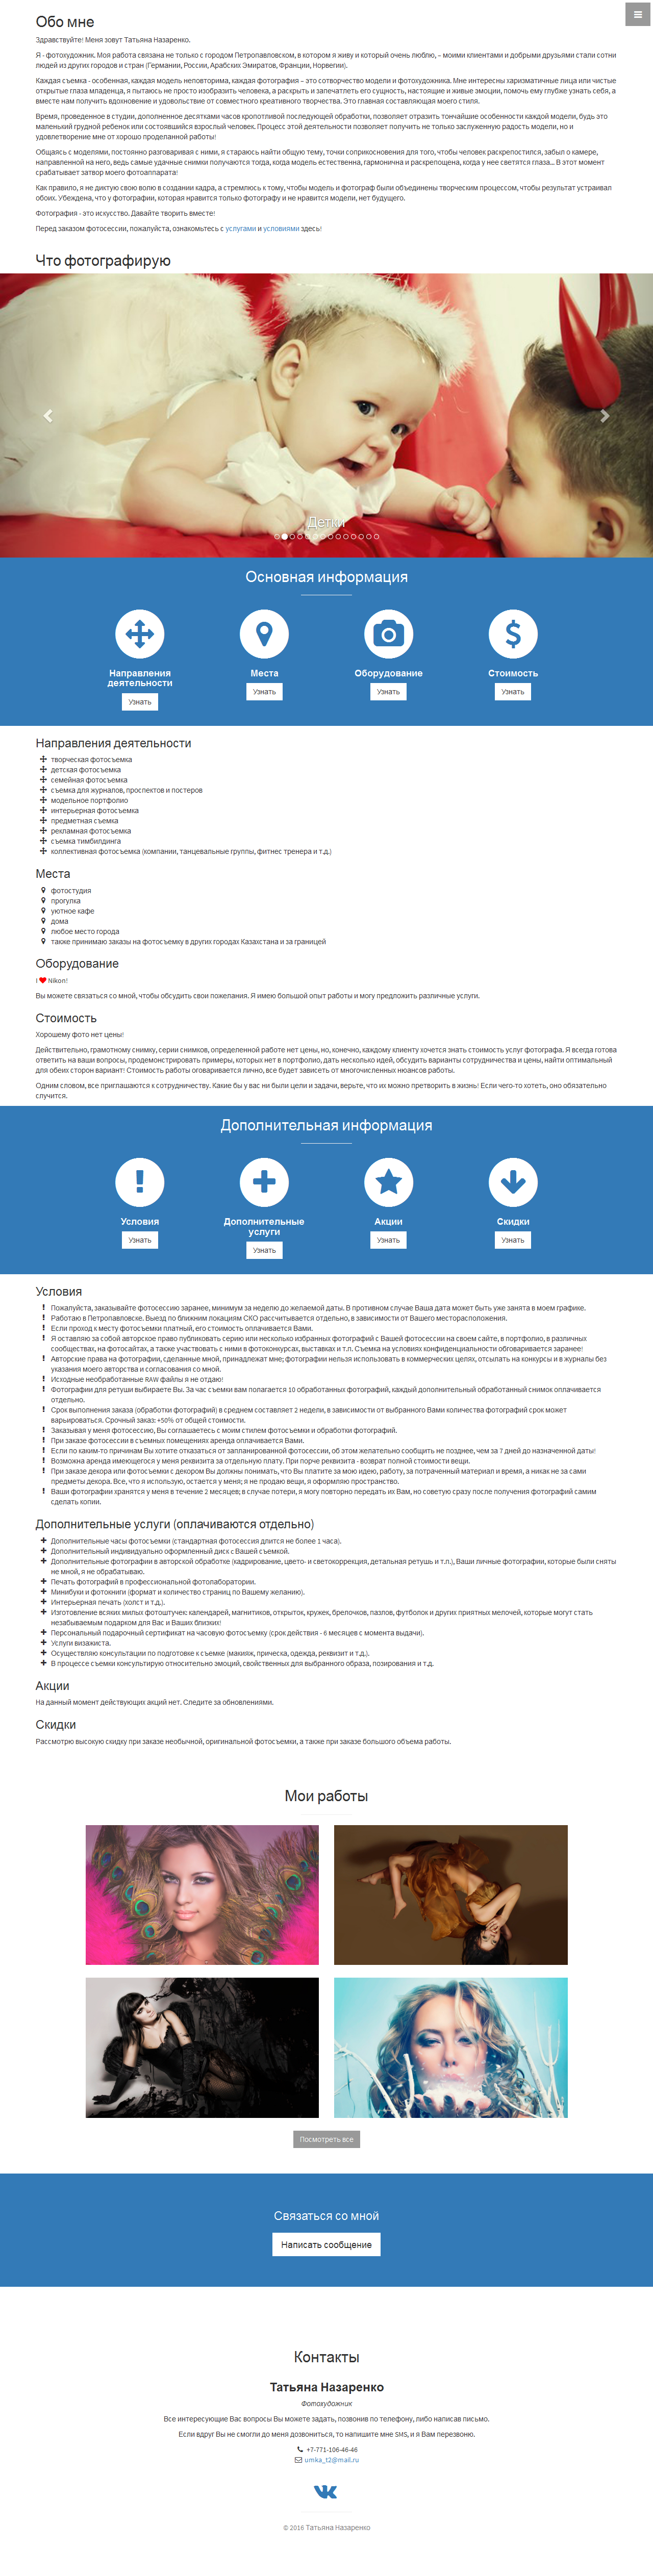 Обо мне
Здравствуйте! Меня зовут Татьяна Назаренко.
Я - фотохудожник. Моя работа связана не только с городом Петропавловском, в котором я живу и который очень люблю, – моими клиентами и добрыми друзьями стали сотни
людей из других городов и стран (Германии, России, Арабских Эмиратов, Франции, Норвегии).
Каждая съемка - особенная, каждая модель неповторима, каждая фотография – это сотворчество модели и фотохудожника. Мне интересны харизматичные лица или чистые
открытые глаза младенца, я пытаюсь не просто изобразить человека, а раскрыть и запечатлеть его сущность, настоящие и живые эмоции, помочь ему глубже узнать себя, а
вместе нам получить вдохновение и удовольствие от совместного креативного творчества. Это главная составляющая моего стиля.
Время, проведенное в студии, дополненное десятками часов кропотливой последующей обработки, позволяет отразить тончайшие особенности каждой модели, будь это
маленький грудной ребенок или состоявшийся взрослый человек. Процесс этой деятельности позволяет получить не только заслуженную радость модели, но и
удовлетворение мне от хорошо проделанной работы!
Общаясь с моделями, постоянно разговаривая с ними, я стараюсь найти общую тему, точки соприкосновения для того, чтобы человек раскрепостился, забыл о камере,
направленной на него, ведь самые удачные снимки получаются тогда, когда модель естественна, гармонична и раскрепощена, когда у нее светятся глаза... В этот момент
срабатывает затвор моего фотоаппарата!
Как правило, я не диктую свою волю в создании кадра, а стремлюсь к тому, чтобы модель и фотограф были объединены творческим процессом, чтобы результат устраивал
обоих. Убеждена, что у фотографии, которая нравится только фотографу и не нравится модели, нет будущего.
Фотография - это искусство. Давайте творить вместе!
Перед заказом фотосессии, пожалуйста, ознакомьтесь с услугами и условиями здесь!
Что фотографирую
Детки
Основная информация
Направления деятельности
Узнать
Места
Узнать
Оборудование
Узнать
Стоимость
Узнать
Направления деятельности
творческая фотосъемка
детская фотосъемка
семейная фотосъемка
съемка для журналов, проспектов и постеров
модельное портфолио
интерьерная фотосъемка
предметная съемка
рекламная фотосъемка
съемка тимбилдинга
коллективная фотосъемка (компании, танцевальные группы, фитнес тренера и т.д.)
Места
фотостудия
прогулка
уютное кафе
дома
любое место города
также принимаю заказы на фотосъемку в других городах Казахстана и за границей
Оборудование
I ❤ Nikon!
Вы можете связаться со мной, чтобы обсудить свои пожелания. Я имею большой опыт работы и могу предложить различные услуги.
Стоимость
Хорошему фото нет цены!
Действительно, грамотному снимку, серии снимков, определенной работе нет цены, но, конечно, каждому клиенту хочется знать стоимость услуг фотографа. Я всегда готова
ответить на ваши вопросы, продемонстрировать примеры, которых нет в портфолио, дать несколько идей, обсудить варианты сотрудничества и цены, найти оптимальный
для обеих сторон вариант! Стоимость работы оговаривается лично, все будет зависеть от многочисленных нюансов работы.
Одним словом, все приглашаются к сотрудничеству. Какие бы у вас ни были цели и задачи, верьте, что их можно претворить в жизнь! Если чего-то хотеть, оно обязательно
случится.
Дополнительная информация
Условия
Узнать
Дополнительные услуги
Узнать
Акции
Узнать
Скидки
Узнать
Условия
Пожалуйста, заказывайте фотосессию заранее, минимум за неделю до желаемой даты. В противном случае Ваша дата может быть уже занята в моем графике.
Работаю в Петропавловске. Выезд по ближним локациям СКО рассчитывается отдельно, в зависимости от Вашего месторасположения.
Если проход к месту фотосъёмки платный, его стоимость оплачивается Вами.
Я оставляю за собой авторское право публиковать серию или несколько избранных фотографий с Вашей фотосессии на своем сайте, в портфолио, в различных
сообществах, на фотосайтах, а также участвовать с ними в фотоконкурсах, выставках и т.п. Съемка на условиях конфиденциальности обговаривается заранее!
Авторские права на фотографии, сделанные мной, принадлежат мне; фотографии нельзя использовать в коммерческих целях, отсылать на конкурсы и в журналы без
указания моего авторства и согласования со мной.
Исходные необработанные RAW файлы я не отдаю!
Фотографии для ретуши выбираете Вы. За час съемки вам полагается 10 обработанных фотографий, каждый дополнительный обработанный снимок оплачивается
отдельно.
Срок выполнения заказа (обработки фотографий) в среднем составляет 2 недели, в зависимости от выбранного Вами количества фотографий срок может
варьироваться. Срочный заказ: +50% от общей стоимости.
Заказывая у меня фотосессию, Вы соглашаетесь с моим стилем фотосъемки и обработки фотографий.
При заказе фотосессии в съемных помещениях аренда оплачивается Вами.
Если по каким-то причинам Вы хотите отказаться от запланированной фотосессии, об этом желательно сообщить не позднее, чем за 7 дней до назначенной даты!
Возможна аренда имеющегося у меня реквизита за отдельную плату. При порче реквизита - возврат полной стоимости вещи.
При заказе декора или фотосъемки с декором Вы должны понимать, что Вы платите за мою идею, работу, за потраченный материал и время, а никак не за сами
предметы декора. Все, что я использую, остается у меня; я не продаю вещи, я оформляю пространство.
Ваши фотографии хранятся у меня в течение 2 месяцев; в случае потери, я могу повторно передать их Вам, но советую сразу после получения фотографий самим
сделать копии.
Дополнительные услуги (оплачиваются отдельно)
Дополнительные часы фотосъемки (стандартная фотосессия длится не более 1 часа).
Дополнительный индивидуально оформленный диск с Вашей съемкой.
Дополнительные фотографии в авторской обработке (кадрирование, цвето- и светокоррекция, детальная ретушь и т.п.), Ваши личные фотографии, которые были сняты
не мной, я не обрабатываю.
Печать фотографий в профессиональной фотолаборатории.
Минибуки и фотокниги (формат и количество страниц по Вашему желанию).
Интерьерная печать (холст и т.д.).
Изготовление всяких милых фотоштучек: календарей, магнитиков, открыток, кружек, брелочков, пазлов, футболок и других приятных мелочей, которые могут стать
незабываемым подарком для Вас и Ваших близких!
Персональный подарочный сертификат на часовую фотосъемку (срок действия - 6 месяцев с момента выдачи).
Услуги визажиста.
Осуществляю консультации по подготовке к съемке (макияж, прическа, одежда, реквизит и т.д.).
В процессе съемки консультирую относительно эмоций, свойственных для выбранного образа, позирования и т.д.
Акции
На данный момент действующих акций нет. Следите за обновлениями.
Скидки
Рассмотрю высокую скидку при заказе необычной, оригинальной фотосъемки, а также при заказе большого объема работы.
Мои работы
Посмотреть все
Связаться со мной
Написать сообщение
Контакты
Татьяна Назаренко
Фотохудожник
Все интересующие Вас вопросы Вы можете задать, позвонив по телефону, либо написав письмо.
Если вдруг Вы не смогли до меня дозвониться, то напишите мне SMS, и я Вам перезвоню.
+7-771-106-46-46
umka_t2@mail.ru
© 2016 Татьяна Назаренко